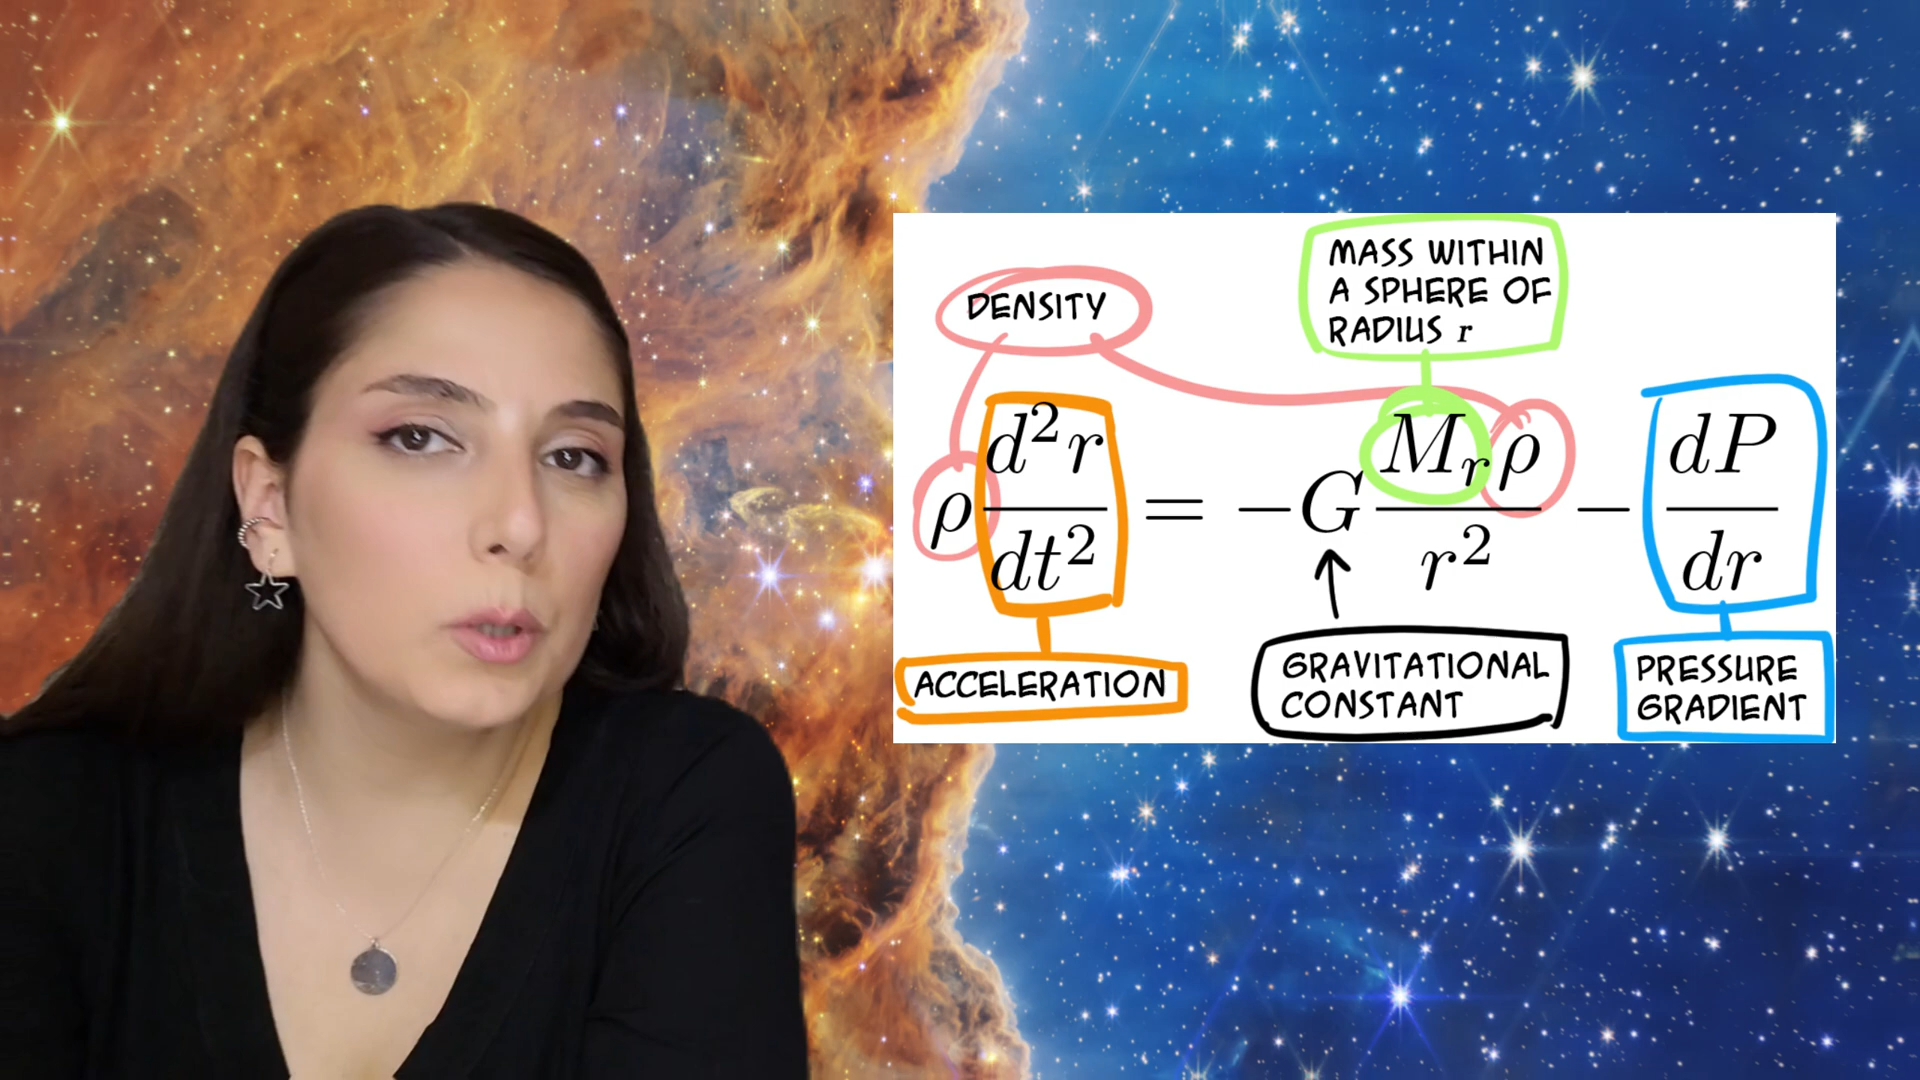 MASS WITHIN
A SPHERE OF
RADIUS r
DENSITY
ρ d²r/dt² = −G Mᵣρ/r² − dP/dr
ACCELERATION
GRAVITATIONAL
CONSTANT
PRESSURE
GRADIENT